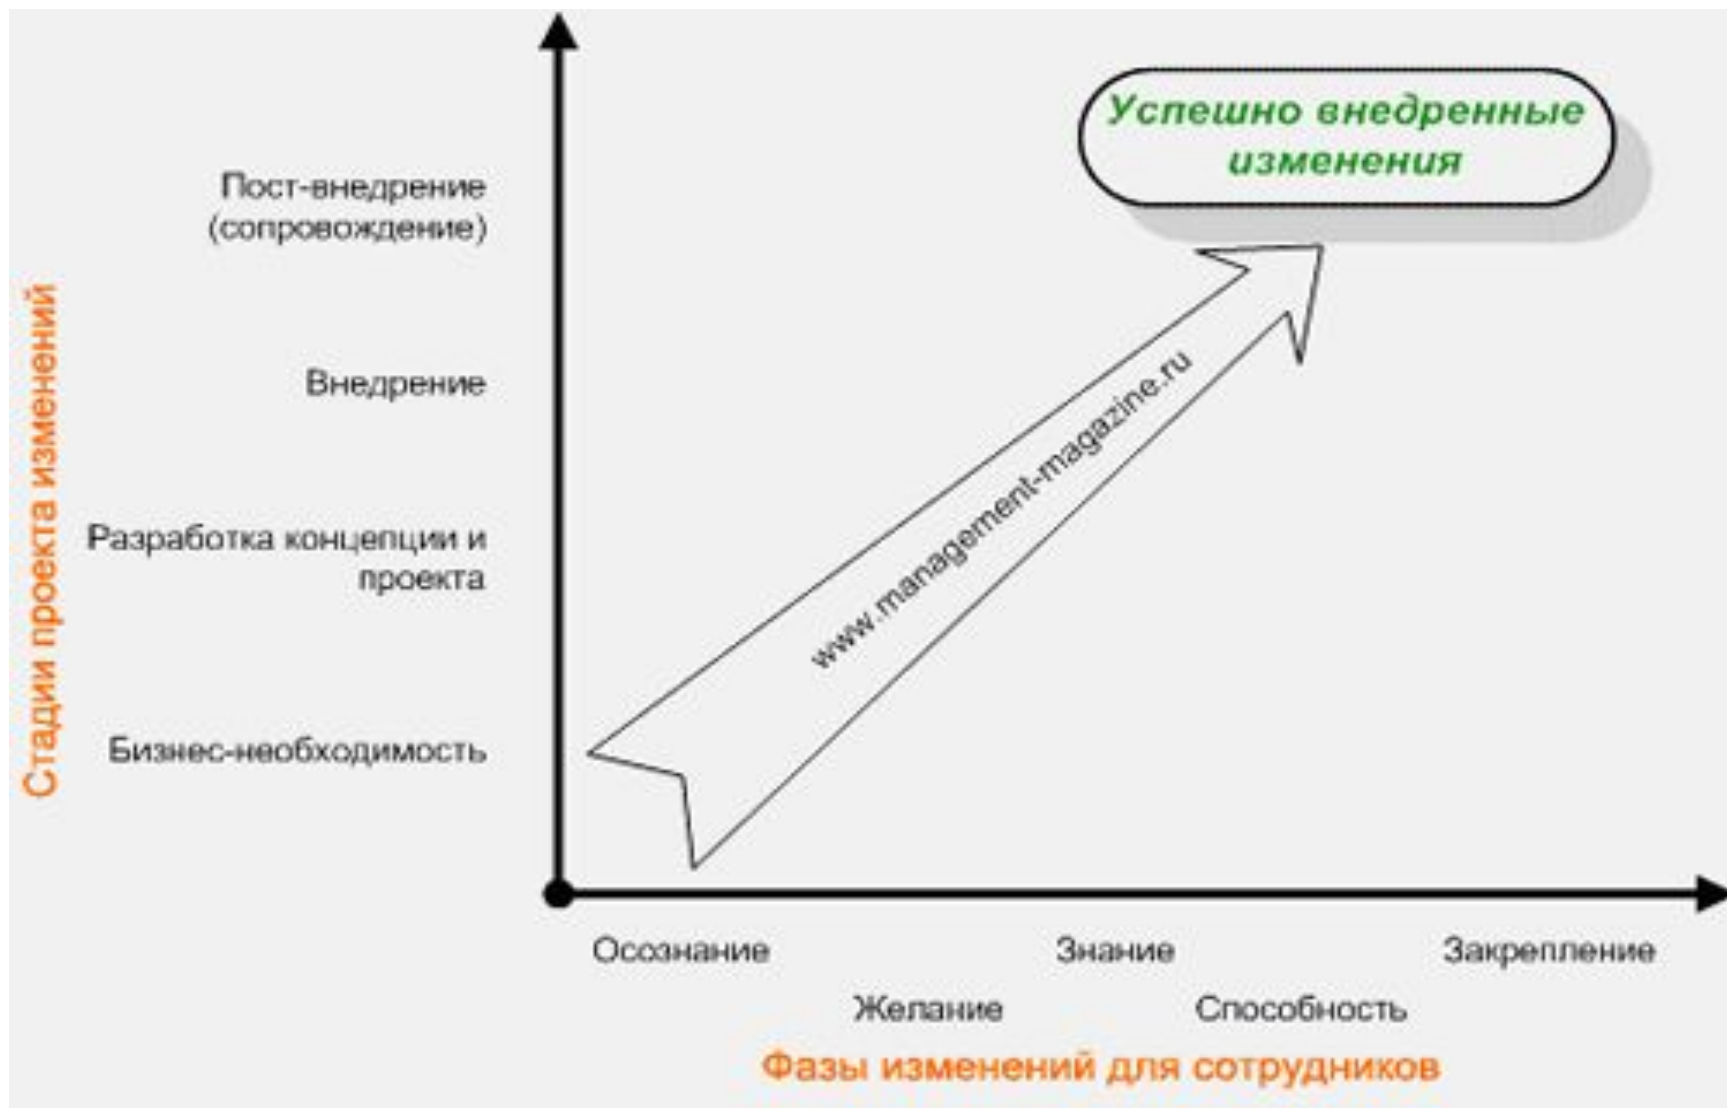 Успешно внедренные
изменения
Пост-внедрение
(сопровождение)
Внедрение
Разработка концепции и
проекта
Бизнес-необходимость
Стадии проекта изменений
www.management-magazine.ru
Осознание
Знание
Закрепление
Желание
Способность
Фазы изменений для сотрудников